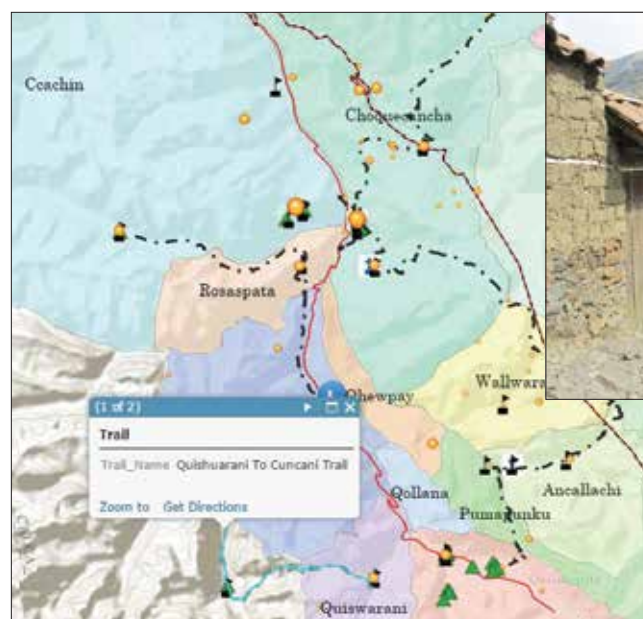 Ccachin
Choquecancha
Rosaspata
Qhewpay
Wallwara
(1 of 2)
Trail
Trail_Name Quishuarani To Cuncani Trail
Zoom to Get Directions
Qollana
Ancallachi
Pumapunku
Quiswarani